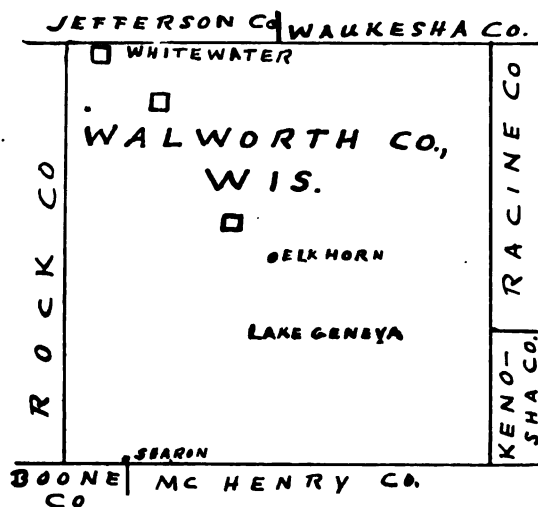 JEFFERSON CO WAUKESHA CO.
WHITEWATER
WALWORTH CO.,
WIS.
ROCK CO
RACINE CO
ELKHORN
LAKE GENEVA
KENO-
SHA CO.
SHARON
BOONE
CO
MC HENRY CO.